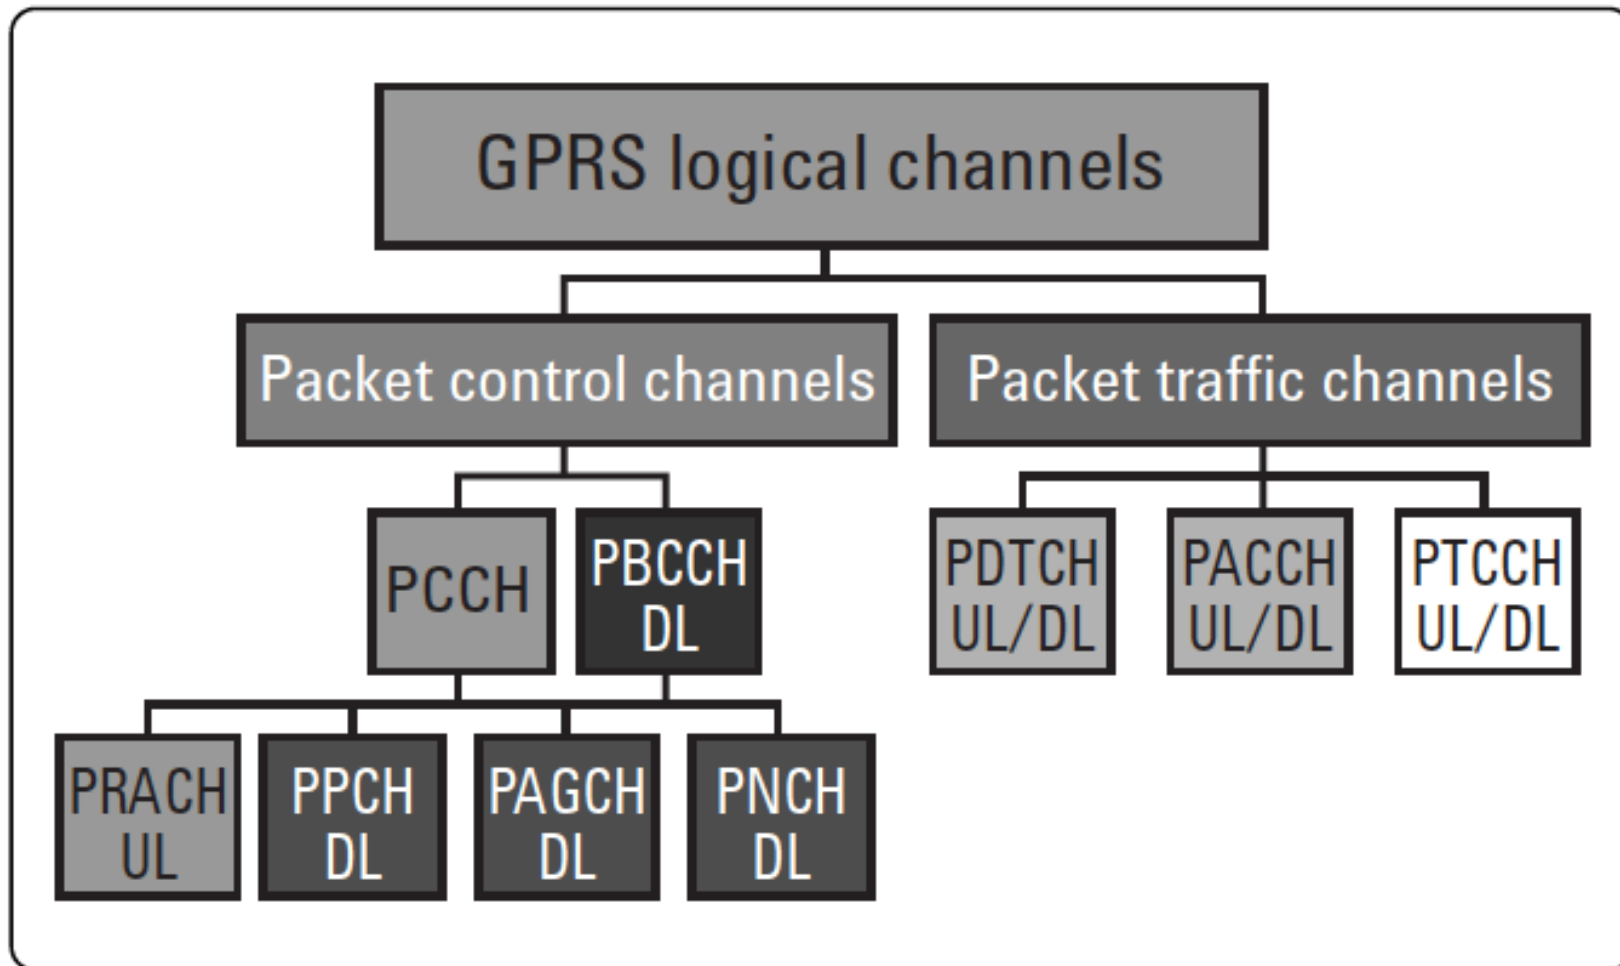 GPRS logical channels
Packet control channels
Packet traffic channels
PCCH
PBCCH
DL
PDTCH
UL/DL
PACCH
UL/DL
PTCCH
UL/DL
PRACH
UL
PPCH
DL
PAGCH
DL
PNCH
DL